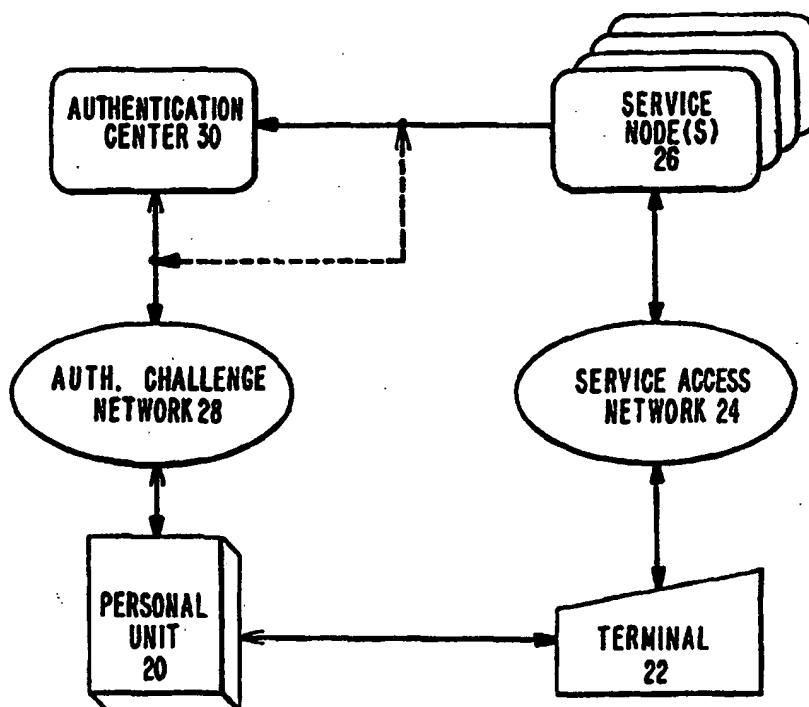 AUTHENTICATION
CENTER 30
SERVICE
NODE(S)
26
AUTH. CHALLENGE
NETWORK 28
SERVICE ACCESS
NETWORK 24
PERSONAL
UNIT
20
TERMINAL
22